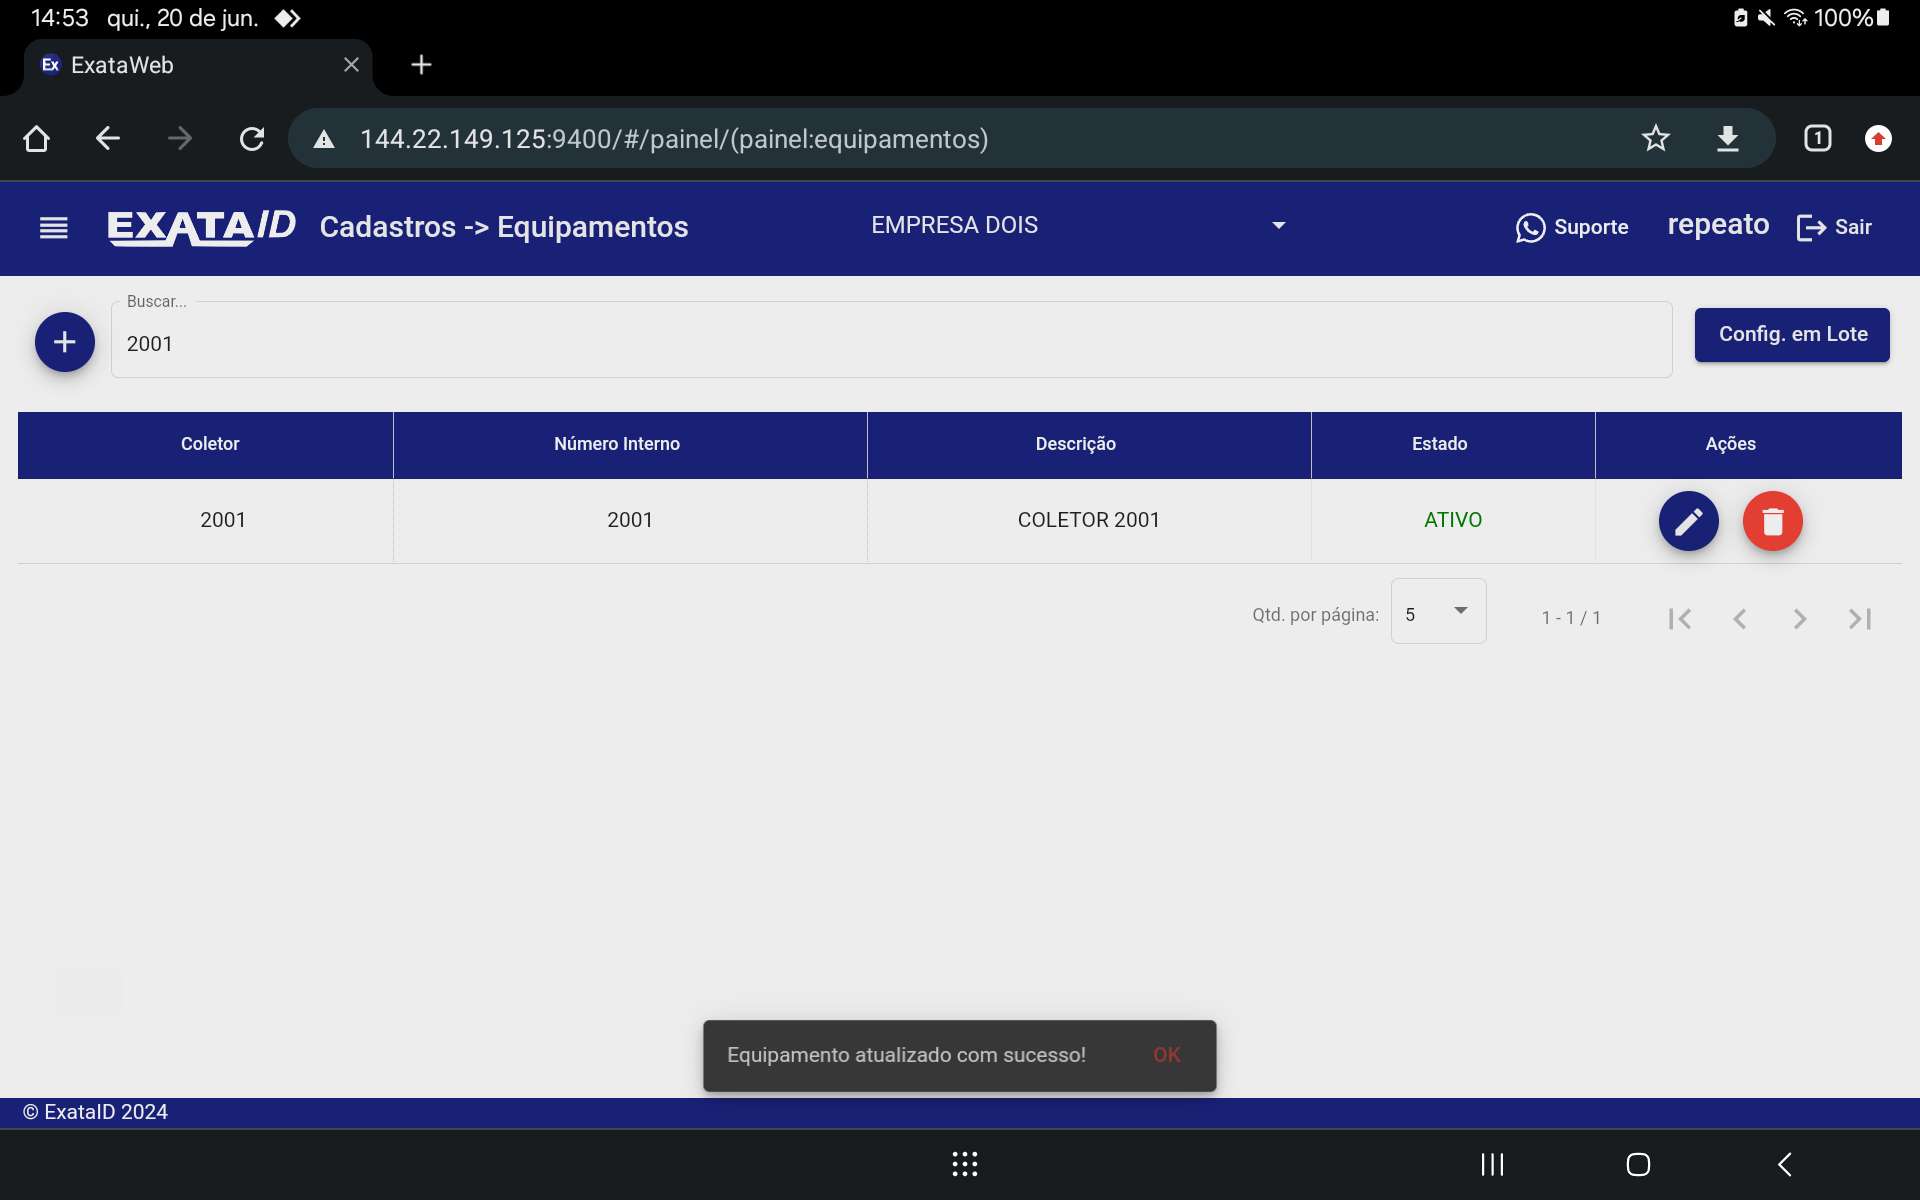 14:53 qui., 20 de jun. 100%
Ex ExataWeb
144.22.149.125:9400/#/painel/(painel:equipamentos) 1
EXATAID Cadastros -> Equipamentos EMPRESA DOIS Suporte repeato Sair
Buscar...
2001
Config. em Lote
Coletor Número Interno Descrição Estado Ações
2001 2001 COLETOR 2001 ATIVO
Qtd. por página: 5 1 - 1 / 1
Equipamento atualizado com sucesso! OK
© ExataID 2024